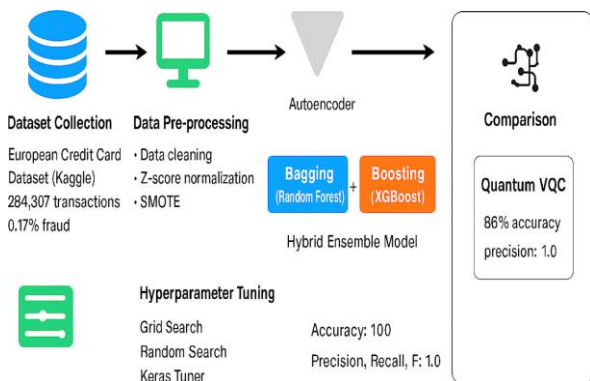 Dataset Collection
European Credit Card
Dataset (Kaggle)
284,307 transactions
0.17% fraud
Data Pre-processing
· Data cleaning
· Z-score normalization
· SMOTE
Autoencoder
Bagging
(Random Forest)
+
Boosting
(XGBoost)
Hybrid Ensemble Model
Comparison
Quantum VQC
86% accuracy
precision: 1.0
Hyperparameter Tuning
Grid Search
Random Search
Keras Tuner
Accuracy: 100
Precision, Recall, F: 1.0